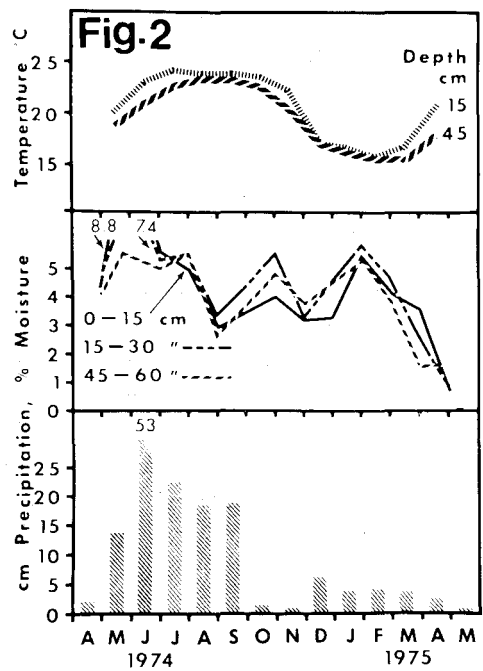 Fig.2
Temperature °C
25
20
15
Depth
cm
15
45
% Moisture
8 8
7.4
5
4
3
2
1
0
0–15 cm
15–30 "
45–60 "
cm Precipitation,
53
25
20
15
10
5
0
A M J J A S O N D J F M A M
1974 1975